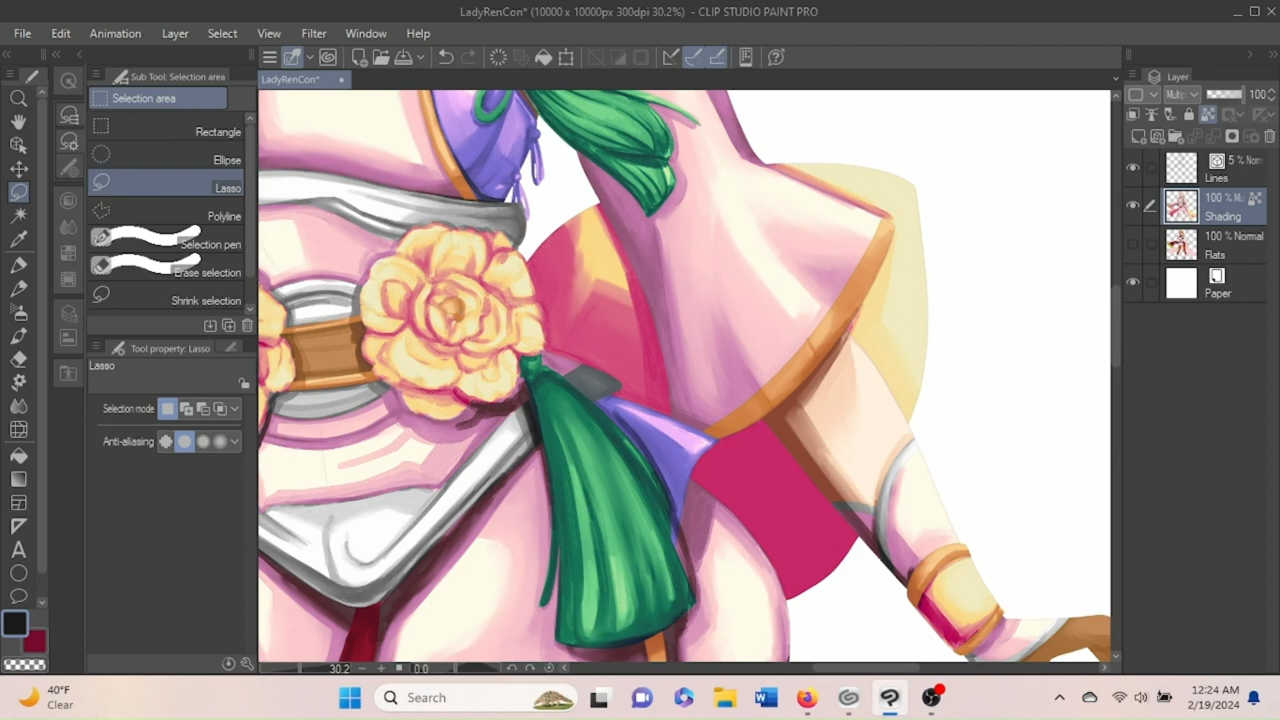 LadyRenCon* (10000 x 10000px 300dpi 30.2%) - CLIP STUDIO PAINT PRO
File Edit Animation Layer Select View Filter Window Help
Sub Tool: Selection area
LadyRenCon*
Layer
Selection area
100
Rectangle
Ellipse
5 % Nor
Lines
Lasso
100 % Mu
Shading
Polyline
Selection pen
100 % Normal
Flats
Erase selection
Paper
Shrink selection
Tool property: Lasso
Lasso
Selection mode
Anti-aliasing
30.2
0.0
40°F
Clear
Search
12:24 AM
2/19/2024